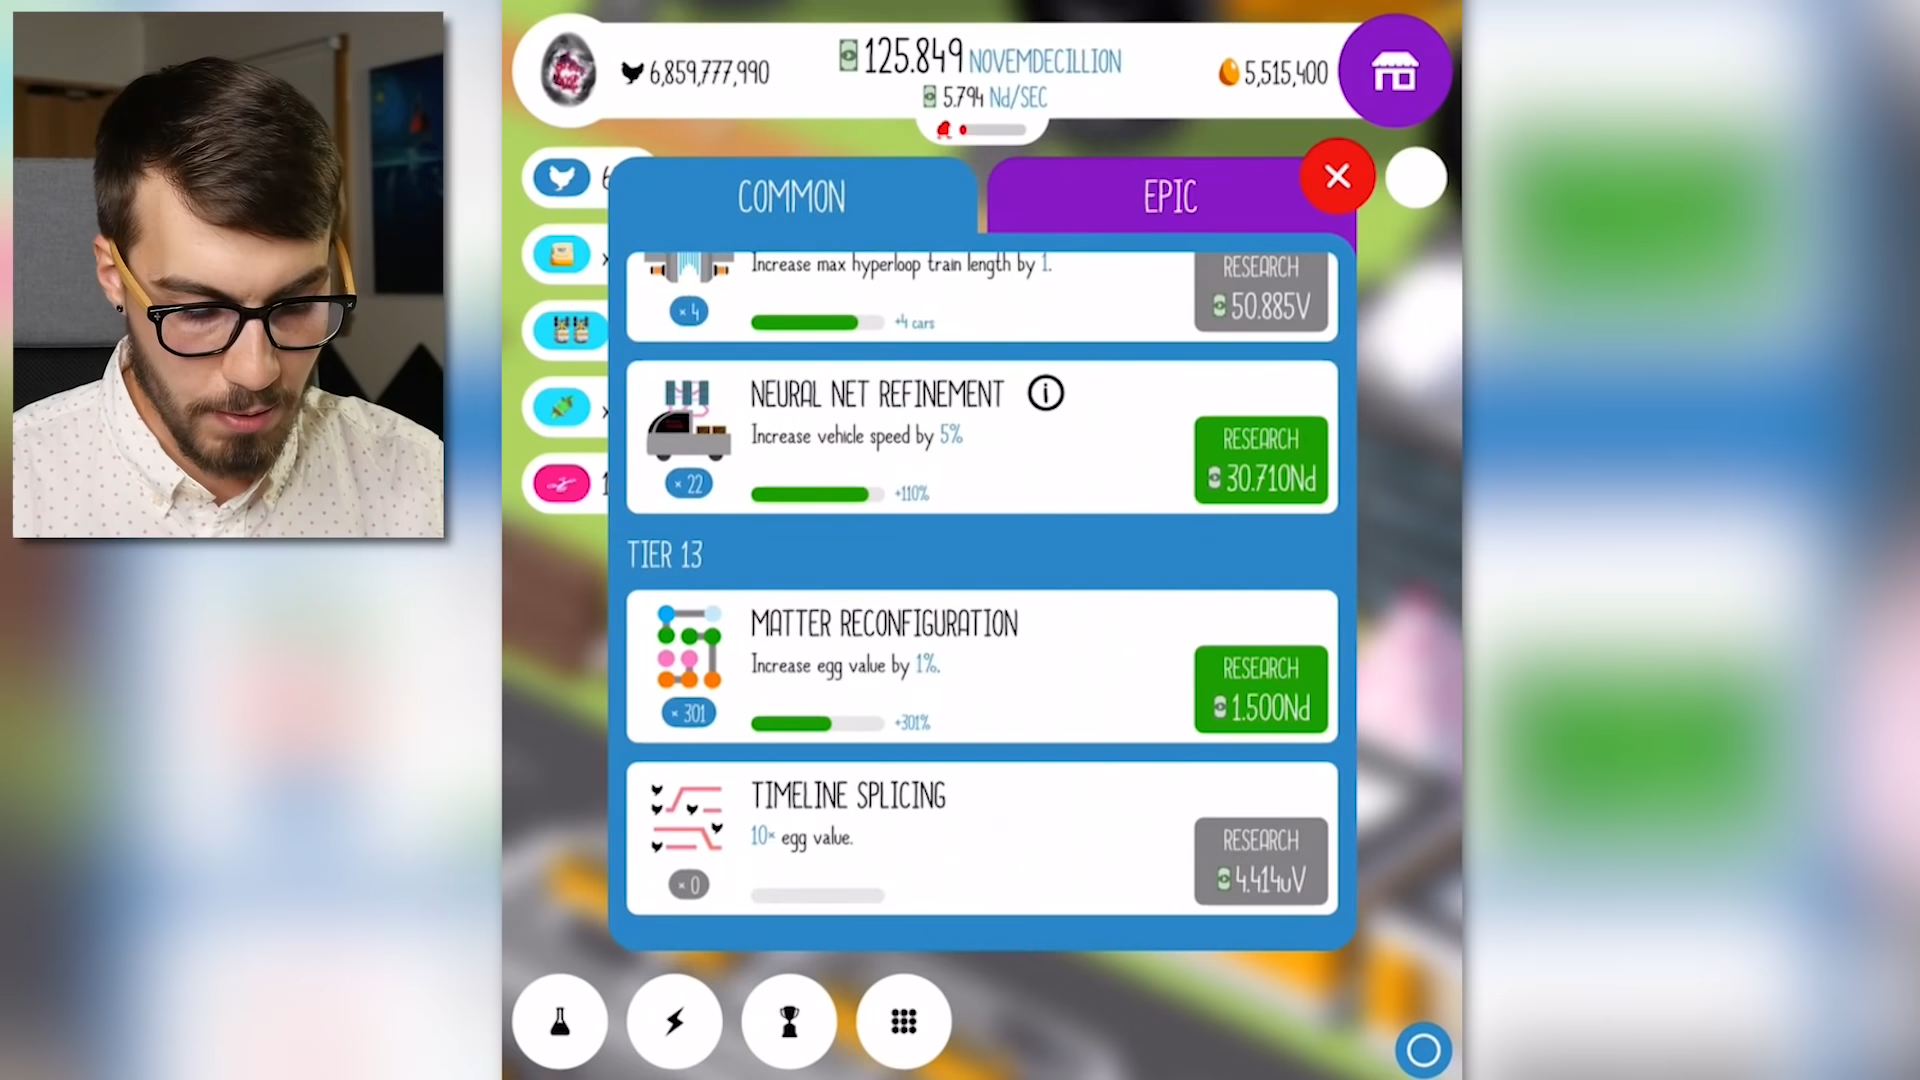 6,859,777,990
125.849 NOVEMDECILLION
5.794 Nd/SEC
5,515,400
COMMON
EPIC
Increase max hyperloop train length by 1.
× 4
+4 cars
RESEARCH
50.885V
NEURAL NET REFINEMENT
Increase vehicle speed by 5%
× 22
+110%
RESEARCH
30.710Nd
TIER 13
MATTER RECONFIGURATION
Increase egg value by 1%.
× 301
+301%
RESEARCH
1.500Nd
TIMELINE SPLICING
10× egg value.
× 0
RESEARCH
4.414uV